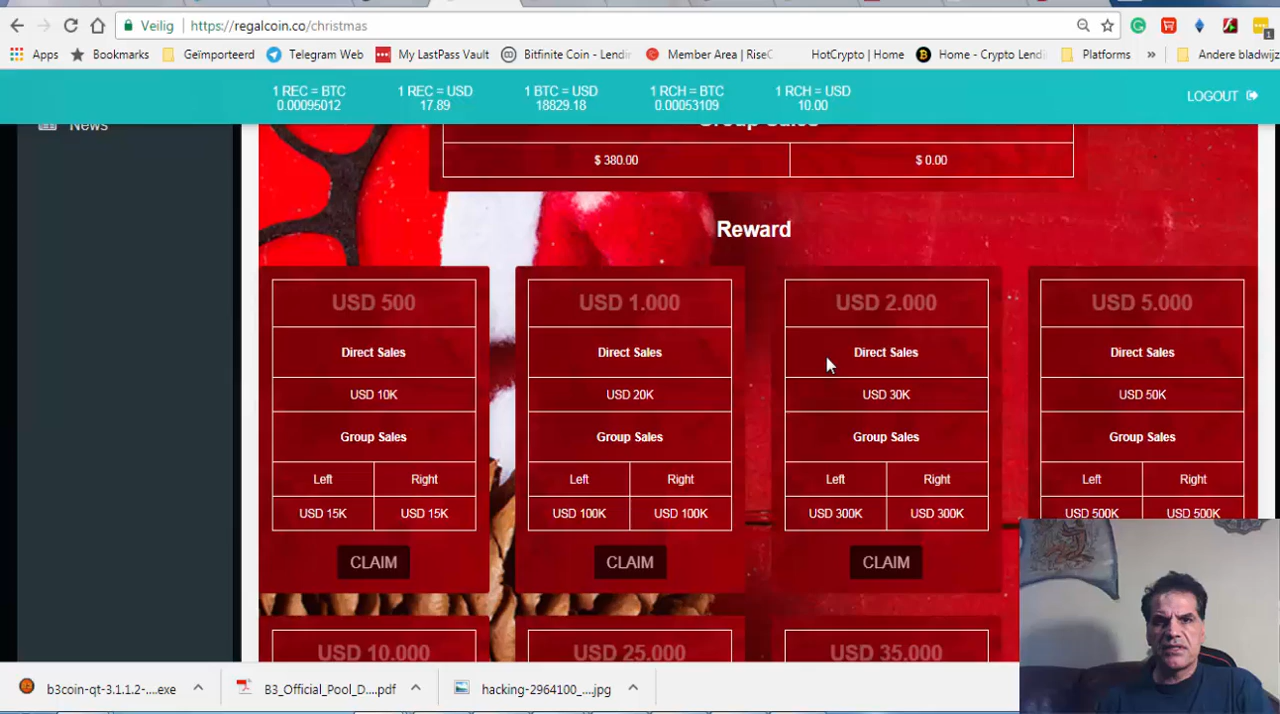 Veilig https://regalcoin.co/christmas
Apps Bookmarks Geïmporteerd Telegram Web My LastPass Vault Bitfinite Coin - Lendi Member Area | RiseC HotCrypto | Home Home - Crypto Lendi Platforms » Andere bladwijz
1 REC = BTC 1 REC = USD 1 BTC = USD 1 RCH = BTC 1 RCH = USD
0.00095012 17.89 18829.18 0.00053109 10.00
LOGOUT
News
Group Sales
$ 380.00 $ 0.00
Reward
USD 500 USD 1.000 USD 2.000 USD 5.000
Direct Sales Direct Sales Direct Sales Direct Sales
USD 10K USD 20K USD 30K USD 50K
Group Sales Group Sales Group Sales Group Sales
Left Right Left Right Left Right Left Right
USD 15K USD 15K USD 100K USD 100K USD 300K USD 300K USD 500K USD 500K
CLAIM CLAIM CLAIM
USD 10.000 USD 25.000 USD 35.000
b3coin-qt-3.1.1.2-....exe B3_Official_Pool_D....pdf hacking-2964100_....jpg
1